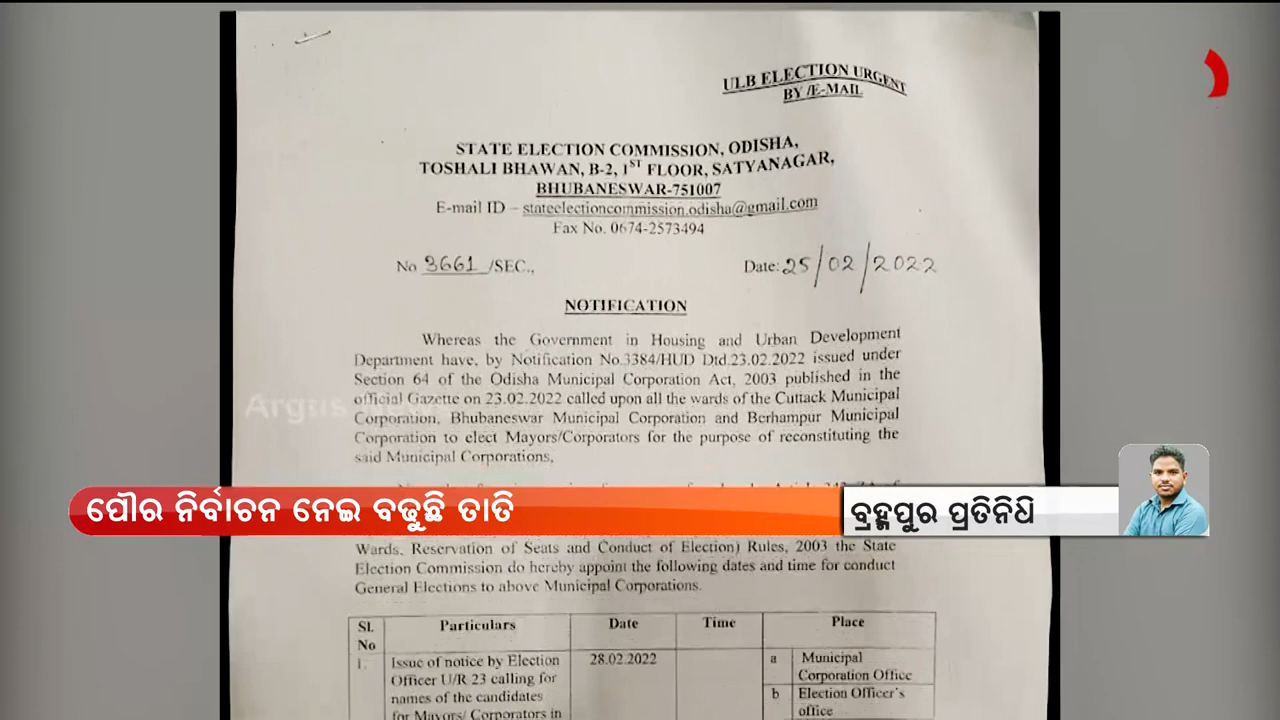 ULB ELECTION URGENT
BY /E-MAIL
STATE ELECTION COMMISSION, ODISHA,
TOSHALI BHAWAN, B-2, 1ST FLOOR, SATYANAGAR,
BHUBANESWAR-751007
E-mail ID – stateelectioncommission.odisha@gmail.com
Fax No. 0674-2573494
No 3661 /SEC.,
Date: 25/02/2022
NOTIFICATION
Whereas the Government in Housing and Urban Development
Department have, by Notification No.3384/HUD Dtd.23.02.2022 issued under
Section 64 of the Odisha Municipal Corporation Act, 2003 published in the
official Gazette on 23.02.2022 called upon all the wards of the Cuttack Municipal
Corporation, Bhubaneswar Municipal Corporation and Berhampur Municipal
Corporation to elect Mayors/Corporators for the purpose of reconstituting the
said Municipal Corporations,
Argus News
ପୌର ନିର୍ବାଚନ ନେଇ ବଢୁଛି ତାତି
ବ୍ରହ୍ମପୁର ପ୍ରତିନିଧି
Wards, Reservation of Seats and Conduct of Election) Rules, 2003 the State
Election Commission do hereby appoint the following dates and time for conduct
General Elections to above Municipal Corporations.
Sl. No Particulars Date Time Place
1. Issue of notice by Election 28.02.2022 a Municipal
Officer U/R 23 calling for Corporation Office
names of the candidates b Election Officer's
for Mayors/ Corporators in office